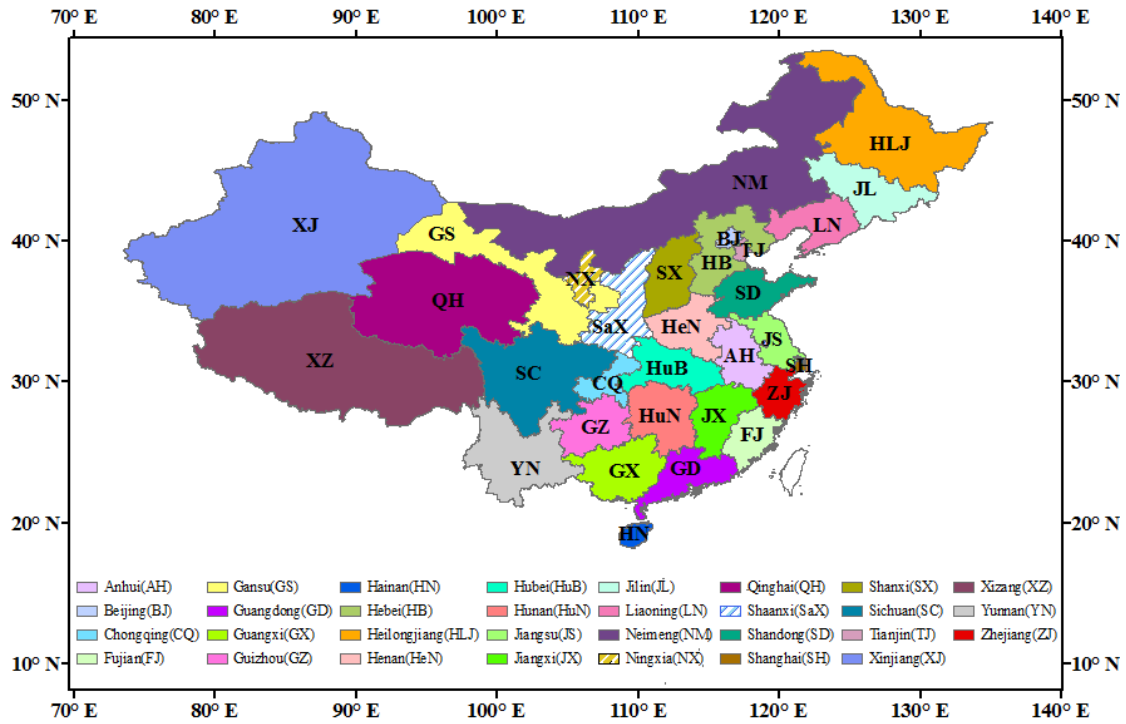 70° E 80° E 90° E 100° E 110° E 120° E 130° E 140° E
50° N 50° N
HLJ
NM JL
XJ LN
GS BJ
40° N TJ 40° N
HB
NX SX
QH SD
SaX HeN JS
XZ AH SH
SC HuB
30° N CQ ZJ 30° N
GZ HuN JX FJ
YN GX GD
20° N HN 20° N
Anhui(AH) Gansu(GS) Hainan(HN) Hubei(HuB) Jilin(JL) Qinghai(QH) Shanxi(SX) Xizang(XZ)
Beijing(BJ) Guangdong(GD) Hebei(HB) Hunan(HuN) Liaoning(LN) Shaanxi(SaX) Sichuan(SC) Yunnan(YN)
Chongqing(CQ) Guangxi(GX) Heilongjiang(HLJ) Jiangsu(JS) Neimeng(NM) Shandong(SD) Tianjin(TJ) Zhejiang(ZJ)
Fujian(FJ) Guizhou(GZ) Henan(HeN) Jiangxi(JX) Ningxia(NX) Shanghai(SH) Xinjiang(XJ)
10° N 10° N
70° E 80° E 90° E 100° E 110° E 120° E 130° E 140° E